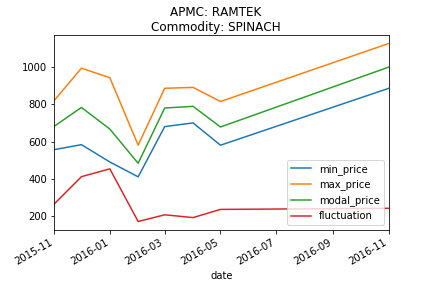 APMC: RAMTEK
Commodity: SPINACH
1000
800
600
400
200
min_price
max_price
modal_price
fluctuation
2015-11
2016-01
2016-03
2016-05
2016-07
2016-09
2016-11
date